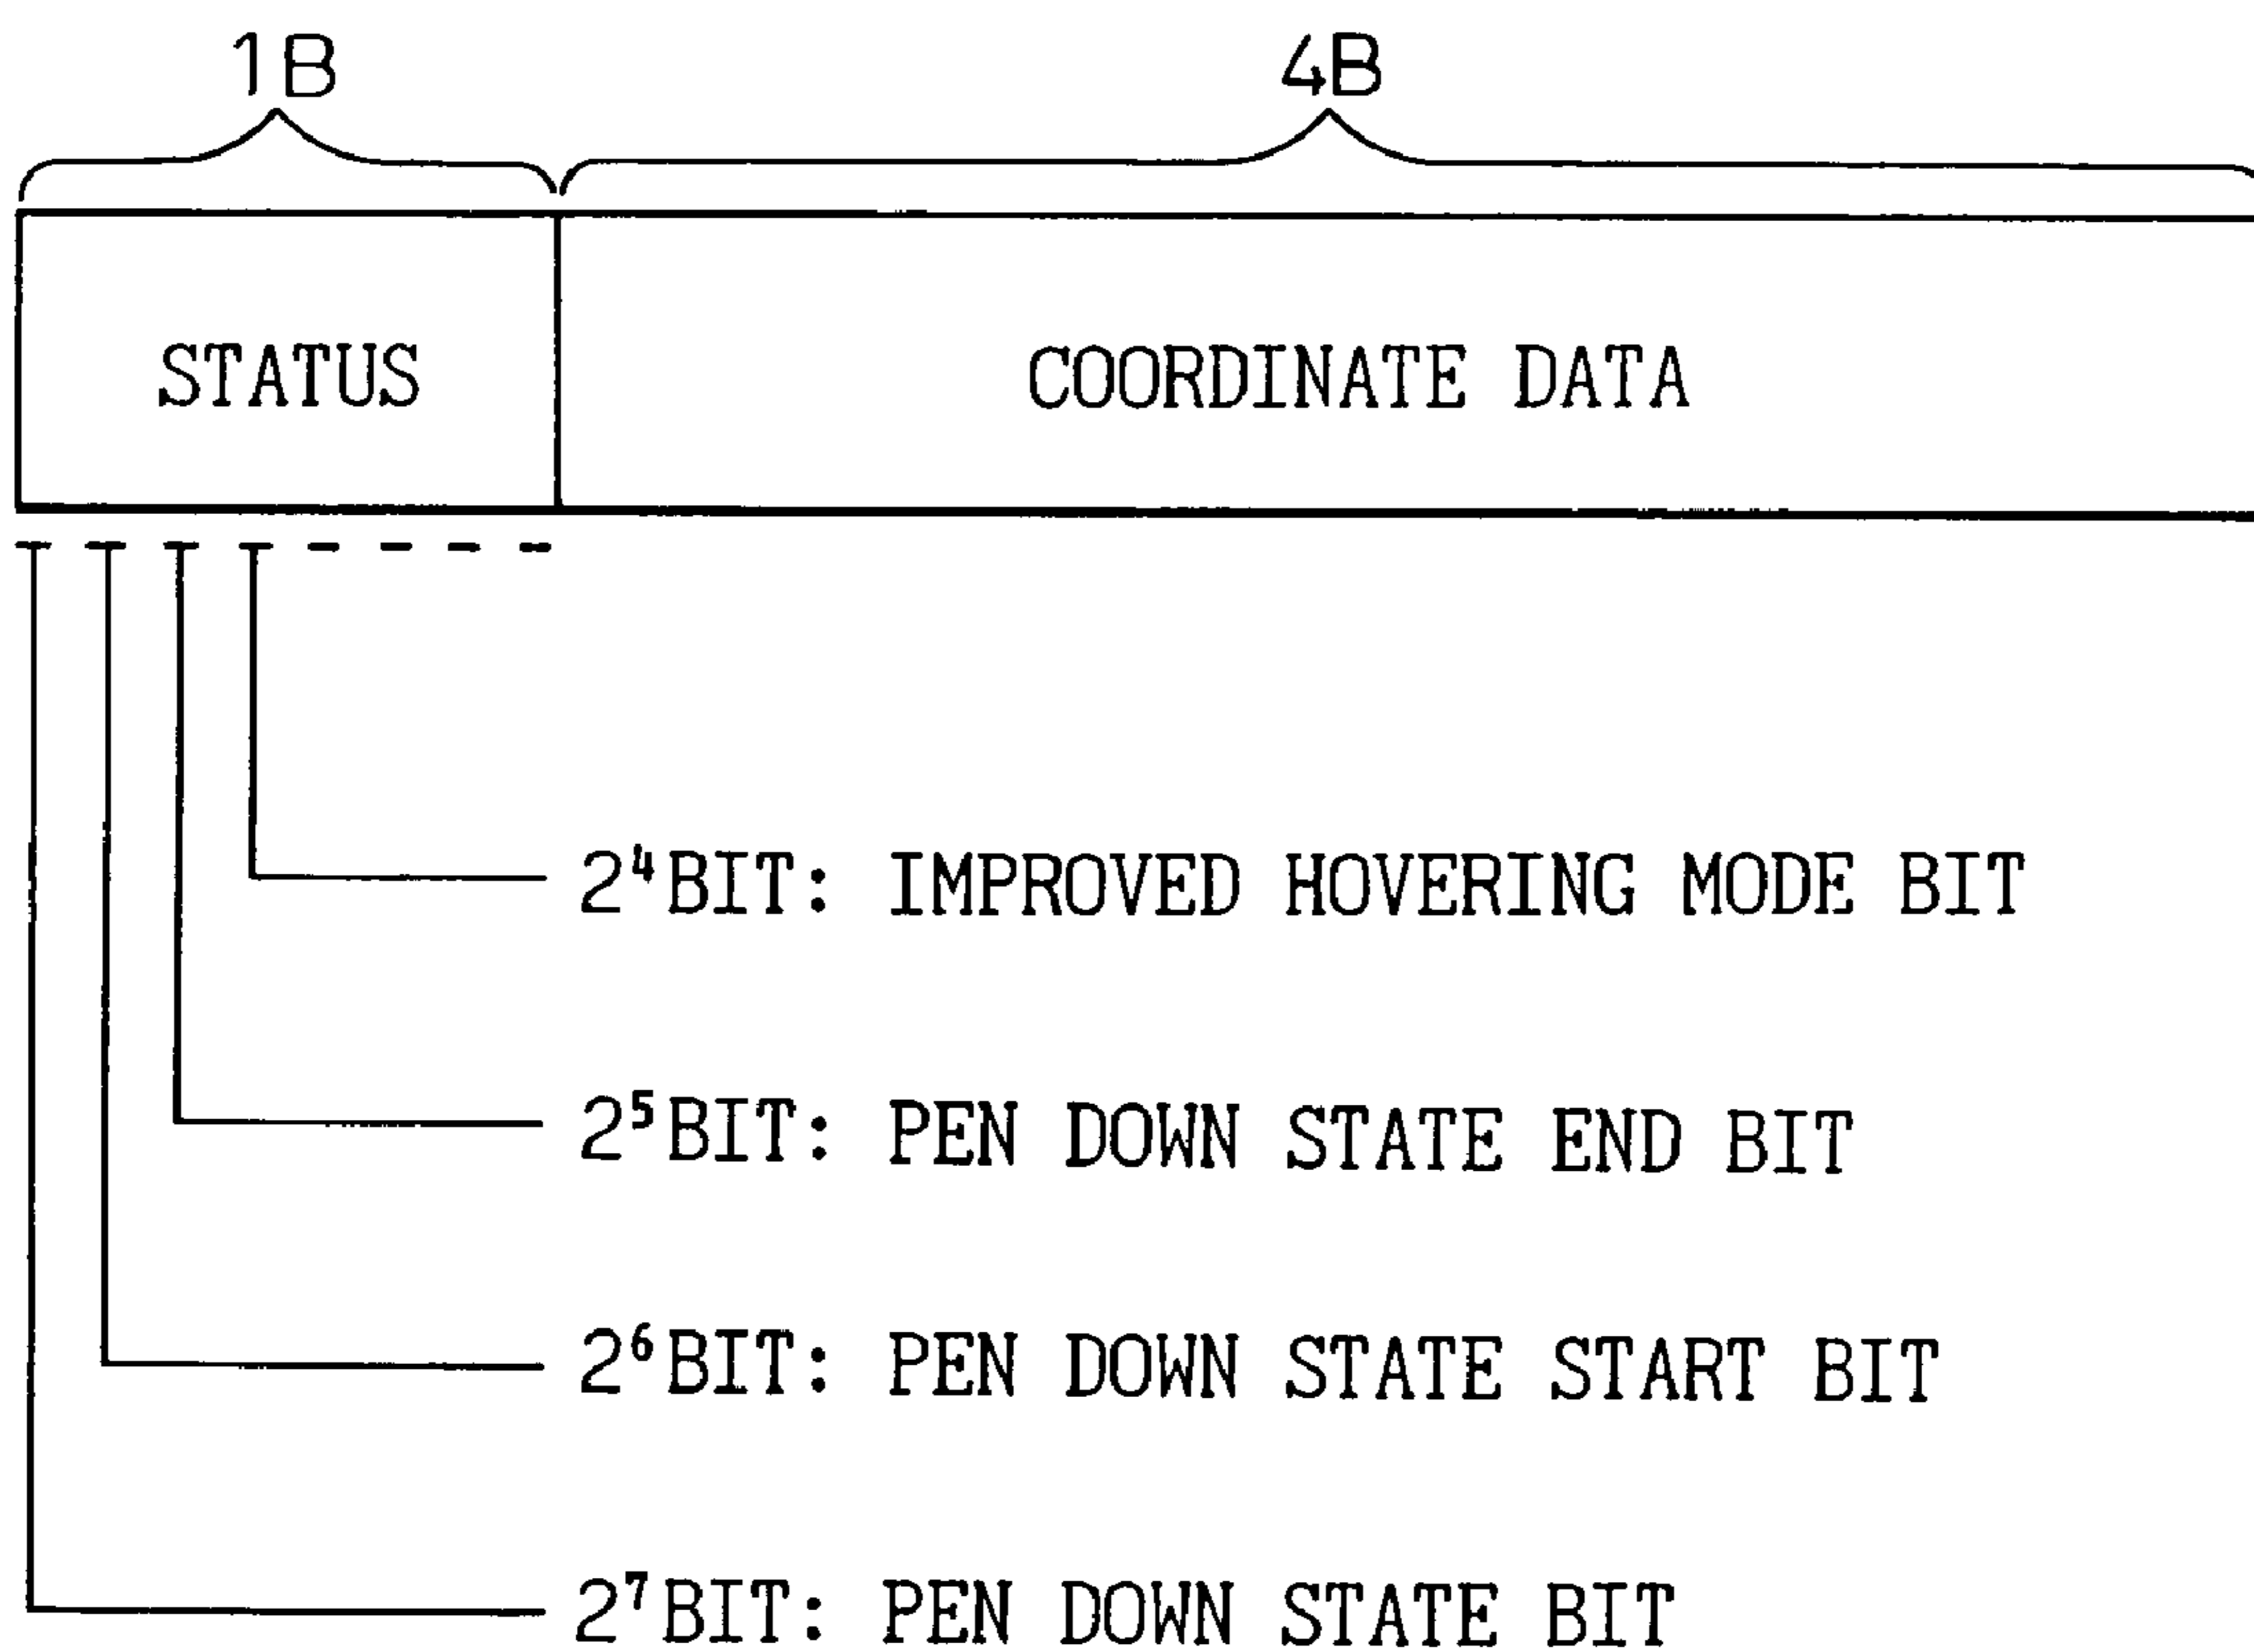 1B 4B
STATUS COORDINATE DATA
2⁴BIT: IMPROVED HOVERING MODE BIT
2⁵BIT: PEN DOWN STATE END BIT
2⁶BIT: PEN DOWN STATE START BIT
2⁷BIT: PEN DOWN STATE BIT